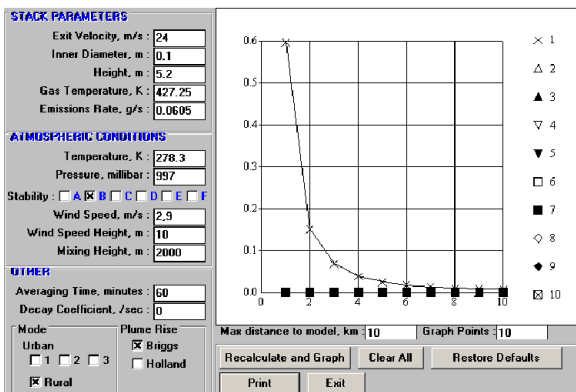 STACK PARAMETERS
Exit Velocity, m/s : 24
Inner Diameter, m : 0.1
Height, m : 5.2
Gas Temperature, K : 427.25
Emissions Rate, g/s : 0.0605
ATMOSPHERIC CONDITIONS
Temperature, K : 278.3
Pressure, millibar : 997
Stability : A B C D E F
Wind Speed, m/s : 2.9
Wind Speed Height, m : 10
Mixing Height, m : 2000
OTHER
Averaging Time, minutes : 60
Decay Coefficient, /sec : 0
Mode
Urban
1 2 3
Rural
Plume Rise
Briggs
Holland
0.6
0.5
0.4
0.3
0.2
0.1
0.0
0 2 4 6 8 10
1
2
3
4
5
6
7
8
9
10
Max distance to model, km : 10 Graph Points : 10
Recalculate and Graph Clear All Restore Defaults
Print Exit